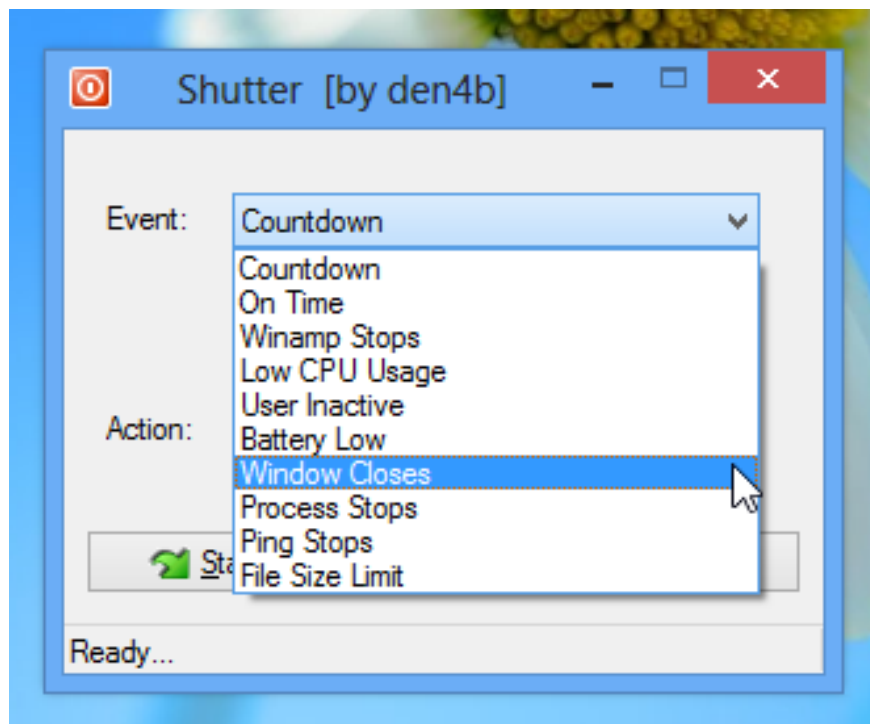 Shutter [by den4b]
Event:
Countdown
Countdown
On Time
Winamp Stops
Low CPU Usage
User Inactive
Action:
Battery Low
Window Closes
Process Stops
Ping Stops
File Size Limit
Ready...